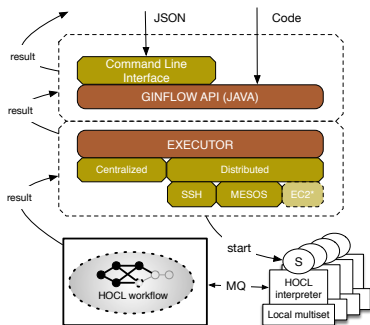 JSON
Code
result
Command Line
Interface
GINFLOW API (JAVA)
result
EXECUTOR
Centralized
Distributed
SSH
MESOS
EC2*
result
start
S
HOCL workflow
MQ
HOCL
interpreter
Local multiset